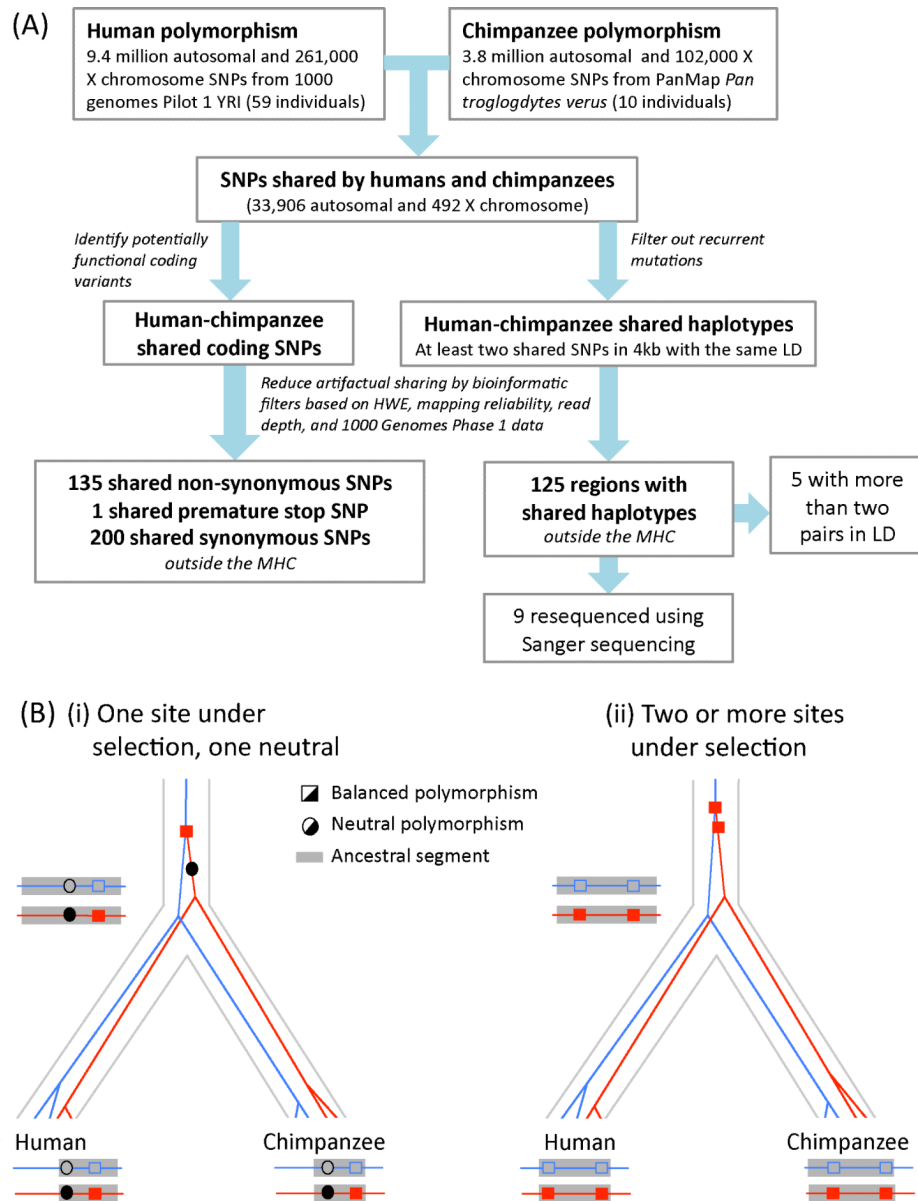 (A)
Human polymorphism
9.4 million autosomal and 261,000
X chromosome SNPs from 1000
genomes Pilot 1 YRI (59 individuals)
Chimpanzee polymorphism
3.8 million autosomal and 102,000 X
chromosome SNPs from PanMap Pan
troglogdytes verus (10 individuals)
SNPs shared by humans and chimpanzees
(33,906 autosomal and 492 X chromosome)
Identify potentially
functional coding
variants
Filter out recurrent
mutations
Human-chimpanzee
shared coding SNPs
Human-chimpanzee shared haplotypes
At least two shared SNPs in 4kb with the same LD
Reduce artifactual sharing by bioinformatic
filters based on HWE, mapping reliability, read
depth, and 1000 Genomes Phase 1 data
135 shared non-synonymous SNPs
1 shared premature stop SNP
200 shared synonymous SNPs
outside the MHC
125 regions with
shared haplotypes
outside the MHC
5 with more
than two
pairs in LD
9 resequenced using
Sanger sequencing
(B) (i) One site under
selection, one neutral
(ii) Two or more sites
under selection
Balanced polymorphism
Neutral polymorphism
Ancestral segment
Human
Chimpanzee
Human
Chimpanzee